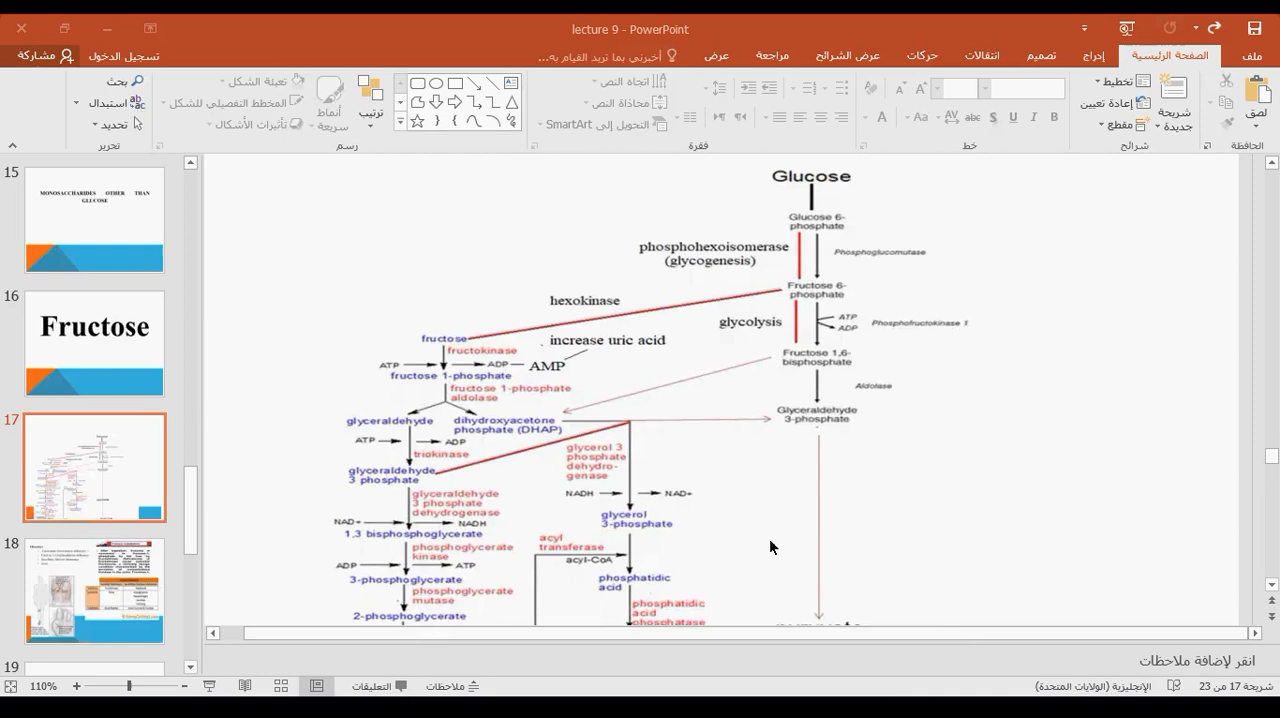 lecture 9 - PowerPoint
ملف
الصفحة الرئيسية
إدراج
تصميم
انتقالات
حركات
عرض الشرائح
مراجعة
عرض
أخبرني بما تريد القيام به...
تسجيل الدخول
مشاركة
لصق
الحافظة
شريحة
جديدة
تخطيط
إعادة تعيين
مقطع
شرائح
B I U S abc AV Aa A
خط
اتجاه النص
محاذاة النص
التحويل إلى SmartArt
فقرة
ترتيب
أنماط
سريعة
تعبئة الشكل
المخطط التفصيلي للشكل
تأثيرات الأشكال
رسم
بحث
استبدال
تحديد
تحرير
15
MONOSACCHARIDES OTHER THAN
GLUCOSE
16
Fructose
17
18
19
Glucose
Glucose 6-
phosphate
phosphohexoisomerase
(glycogenesis)
Phosphoglucomutase
Fructose 6-
phosphate
hexokinase
glycolysis
ATP
ADP
Phosphofructokinase 1
fructose
fructokinase
increase uric acid
ATP
ADP
AMP
Fructose 1,6-
bisphosphate
fructose 1-phosphate
fructose 1-phosphate
aldolase
Aldolase
glyceraldehyde
dihydroxyacetone
phosphate (DHAP)
Glyceraldehyde
3-phosphate
ATP
ADP
triokinase
glyceraldehyde
3 phosphate
glycerol 3
phosphate
dehydro-
genase
glyceraldehyde
3 phosphate
dehydrogenase
NADH
NAD+
NAD+
NADH
glycerol
3-phosphate
1,3 bisphosphoglycerate
acyl
transferase
acyl-CoA
phosphoglycerate
kinase
ADP
ATP
3-phosphoglycerate
phosphatidic
acid
phosphoglycerate
mutase
phosphatidic
acid
phosphatase
2-phosphoglycerate
انقر لإضافة ملاحظات
شريحة 17 من 23
الإنجليزية (الولايات المتحدة)
ملاحظات
التعليقات
110%